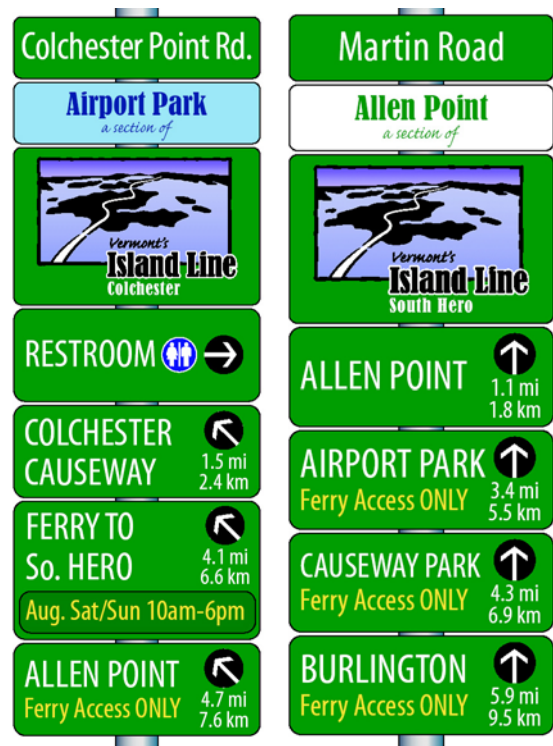 Colchester Point Rd.
Airport Park
a section of
Vermont's
Island Line
Colchester
RESTROOM
COLCHESTER
CAUSEWAY
1.5 mi
2.4 km
FERRY TO
So. HERO
4.1 mi
6.6 km
Aug. Sat/Sun 10am-6pm
ALLEN POINT
Ferry Access ONLY
4.7 mi
7.6 km
Martin Road
Allen Point
a section of
Vermont's
Island Line
South Hero
ALLEN POINT
1.1 mi
1.8 km
AIRPORT PARK
Ferry Access ONLY
3.4 mi
5.5 km
CAUSEWAY PARK
Ferry Access ONLY
4.3 mi
6.9 km
BURLINGTON
Ferry Access ONLY
5.9 mi
9.5 km